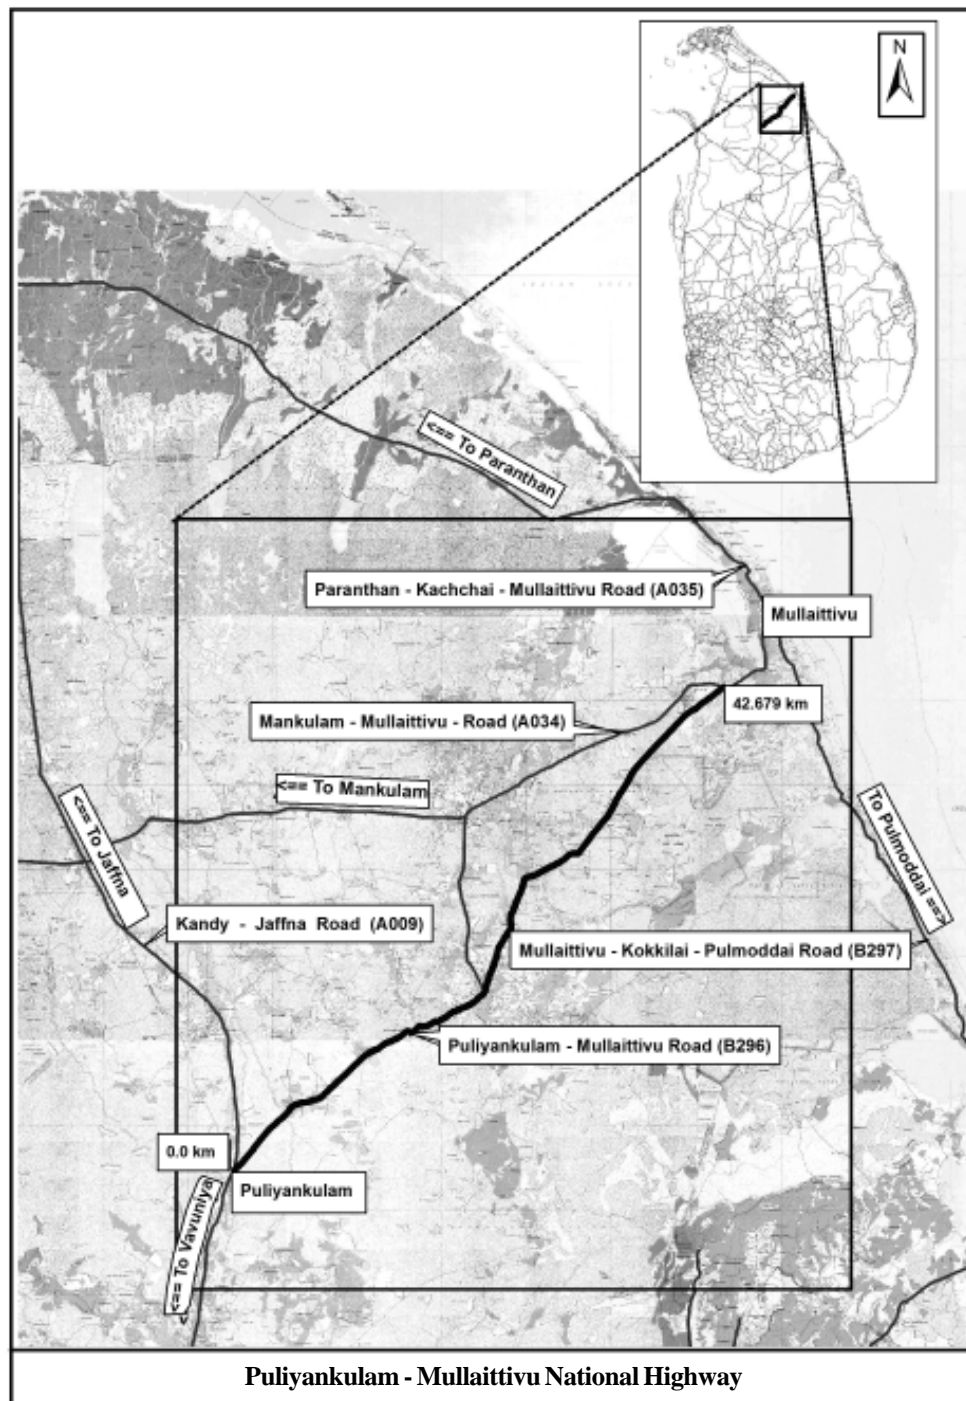 N
<== To Paranthan
Paranthan - Kachchai - Mullaittivu Road (A035)
Mullaittivu
42.679 km
Mankulam - Mullaittivu - Road (A034)
<== To Mankulam
<== To Jaffna
To Pulmoddai ==>
Kandy - Jaffna Road (A009)
Mullaittivu - Kokkilai - Pulmoddai Road (B297)
Puliyankulam - Mullaittivu Road (B296)
0.0 km
Puliyankulam
<== To Vavuniya
Puliyankulam - Mullaittivu National Highway